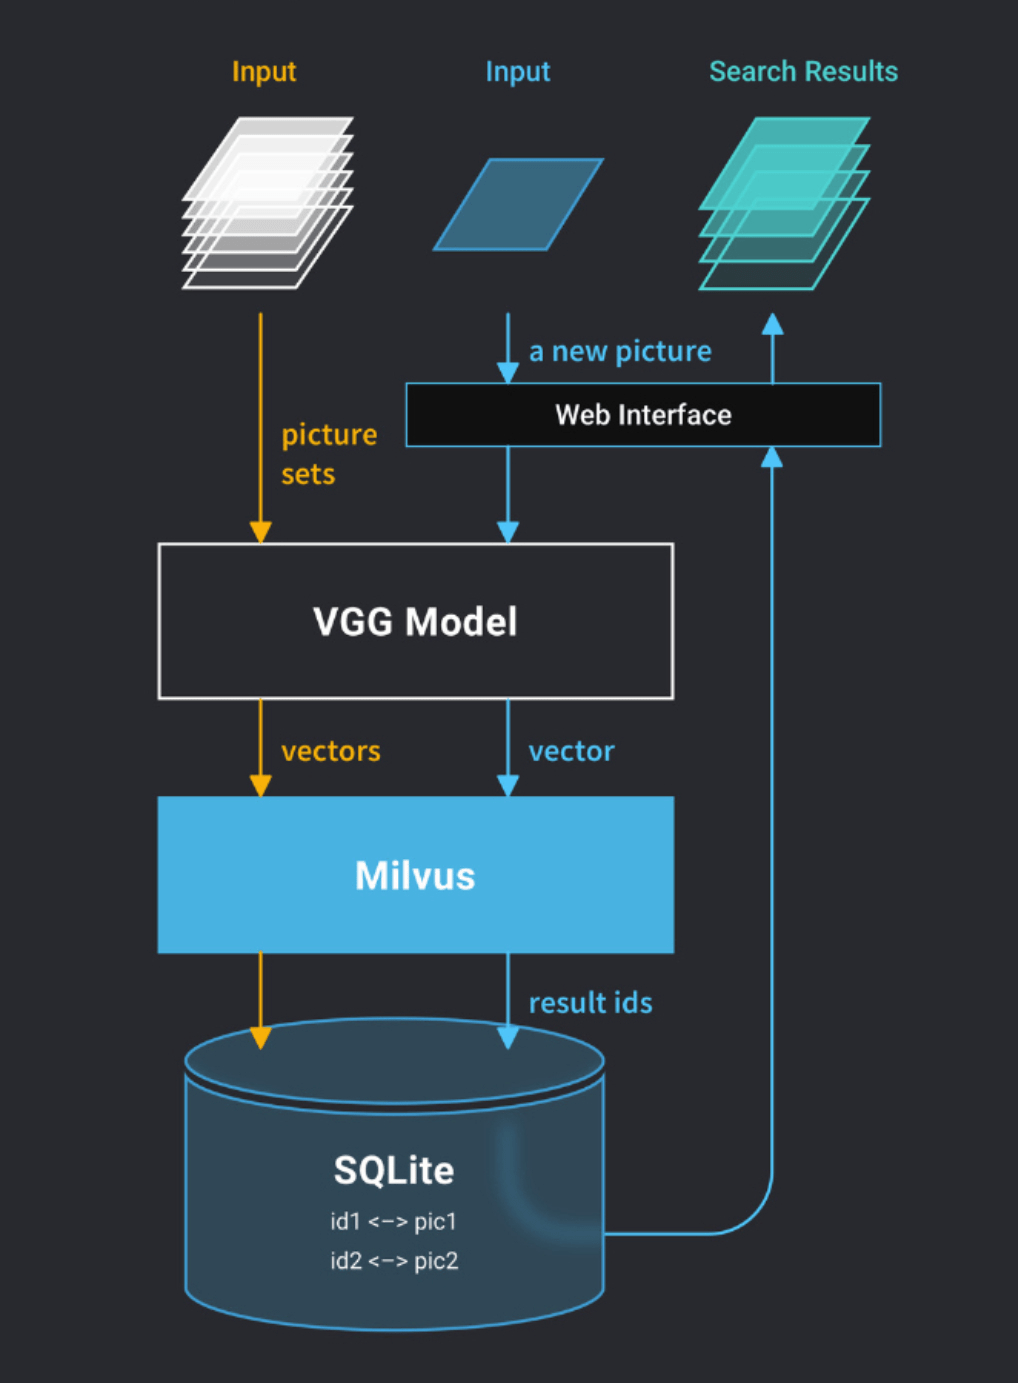 Input
Input
Search Results
a new picture
Web Interface
picture
sets
VGG Model
vectors
vector
Milvus
result ids
SQLite
id1 <–> pic1
id2 <–> pic2